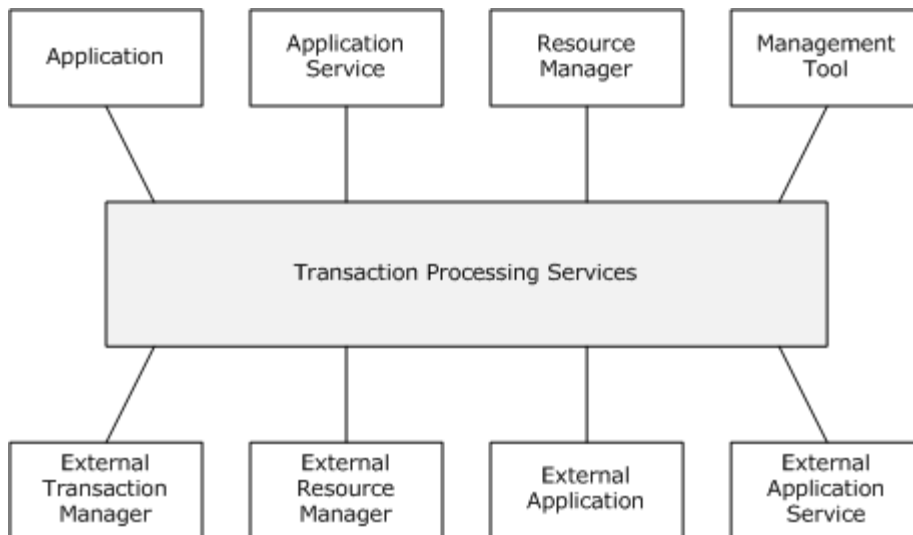 Application
Application
Service
Resource
Manager
Management
Tool
Transaction Processing Services
External
Transaction
Manager
External
Resource
Manager
External
Application
External
Application
Service